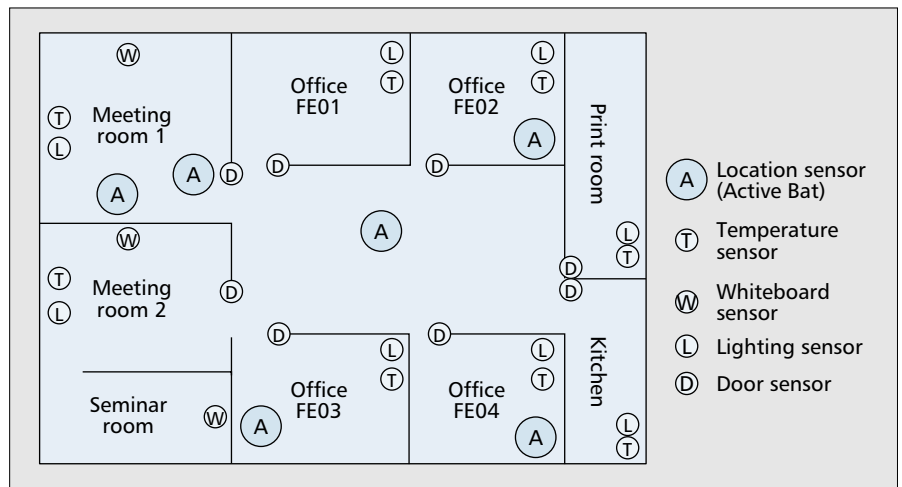 W
L
T
Office
FE01
L
T
Office
FE02
Print room
T
L
Meeting
room 1
A
A
D
D
D
A
A
W
L
T
D
D
T
L
Meeting
room 2
D
D
D
L
T
Office
FE03
L
T
Office
FE04
Kitchen
Seminar
room
W
A
A
L
T
A
Location sensor
(Active Bat)
T
Temperature
sensor
W
Whiteboard
sensor
L
Lighting sensor
D
Door sensor